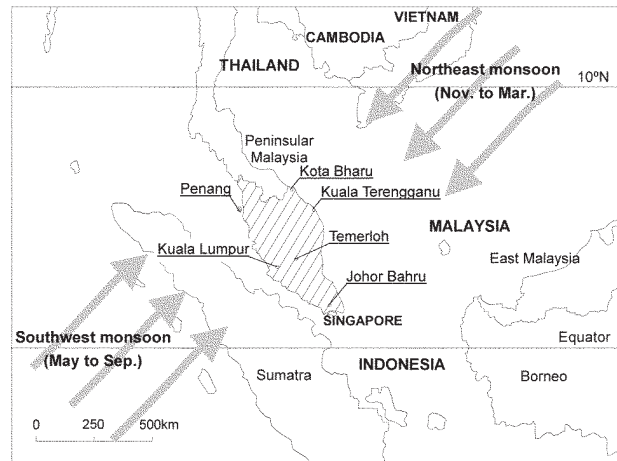 VIETNAM
CAMBODIA
THAILAND
Northeast monsoon
(Nov. to Mar.)
10ºN
Peninsular
Malaysia
Kota Bharu
Penang
Kuala Terengganu
MALAYSIA
Temerloh
Kuala Lumpur
East Malaysia
Johor Bahru
SINGAPORE
Southwest monsoon
(May to Sep.)
Equator
INDONESIA
Sumatra
Borneo
0 250 500km